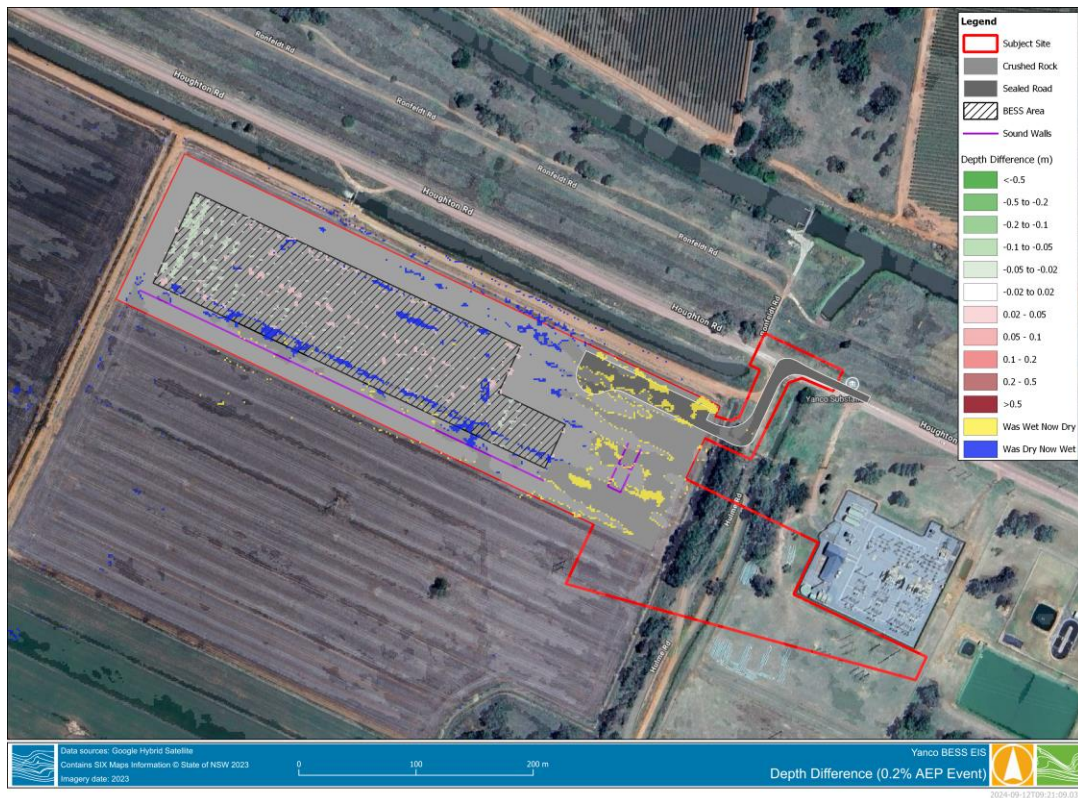 Legend
Subject Site
Crushed Rock
Sealed Road
BESS Area
Sound Walls
Depth Difference (m)
<-0.5
-0.5 to -0.2
-0.2 to -0.1
-0.1 to -0.05
-0.05 to -0.02
-0.02 to 0.02
0.02 - 0.05
0.05 - 0.1
0.1 - 0.2
0.2 - 0.5
>0.5
Was Wet Now Dry
Was Dry Now Wet
Ronfeldt Rd
Houghton Rd
Ronfeldt Rd
Ronfeldt Rd
Houghton Rd
Ronfeldt Rd
Ronfeldt Rd
Houghton Rd
Yanco Substa
Houghton
Hulme Rd
Hulme Rd
Data sources: Google Hybrid Satellite
Contains SIX Maps Information © State of NSW 2023
Imagery date: 2023
0 100 200 m
Yanco BESS EIS
Depth Difference (0.2% AEP Event)
2024-09-12T09:21:09.03